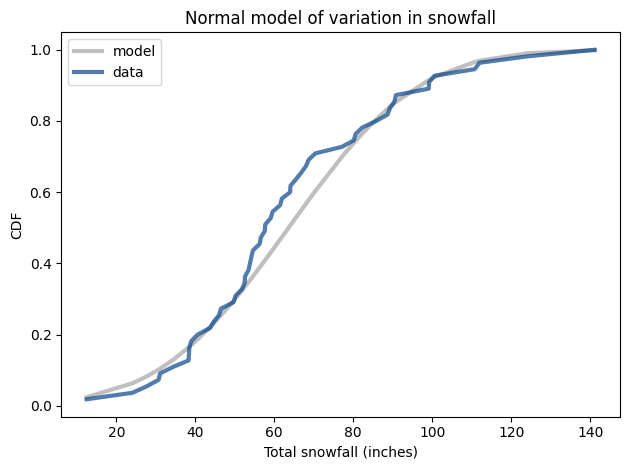 Normal model of variation in snowfall
model
data
1.0
0.8
0.6
0.4
0.2
0.0
CDF
20 40 60 80 100 120 140
Total snowfall (inches)